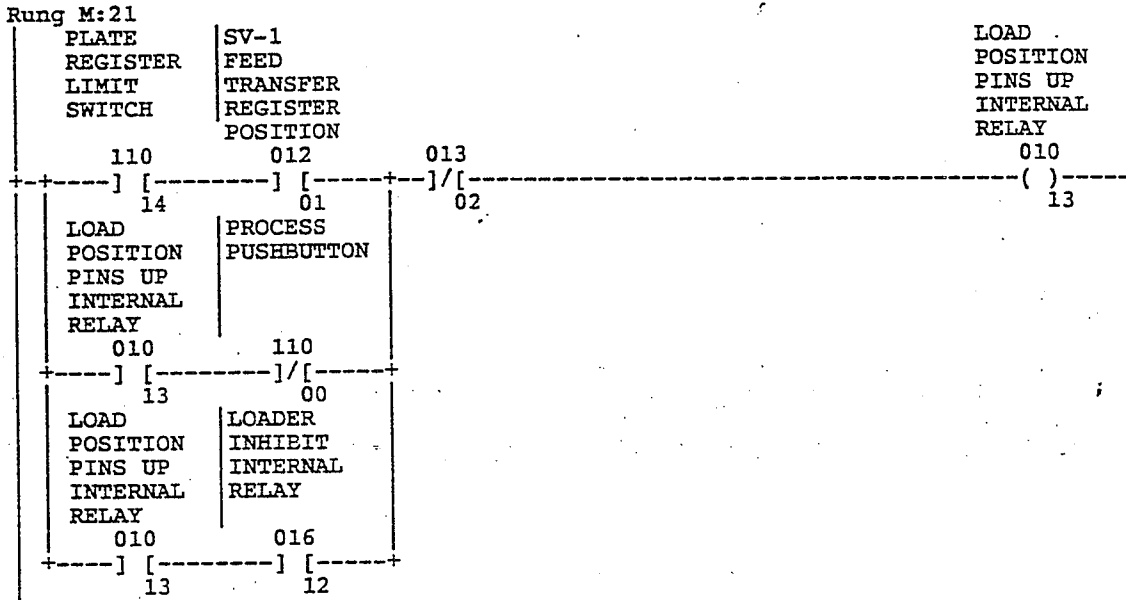 Rung M:21
PLATE |SV-1 LOAD
REGISTER |FEED POSITION
LIMIT |TRANSFER PINS UP
SWITCH |REGISTER INTERNAL
POSITION RELAY
110 012 013 010
+-+----] [---------] [-----+--]/[------------------------------------------( )-----
14 01 02 13
LOAD |PROCESS
POSITION |PUSHBUTTON
PINS UP
INTERNAL
RELAY
010 110
+----] [---------]/[-----+
13 00
LOAD |LOADER
POSITION |INHIBIT
PINS UP |INTERNAL
INTERNAL |RELAY
RELAY
010 016
+----] [---------] [-----+
13 12